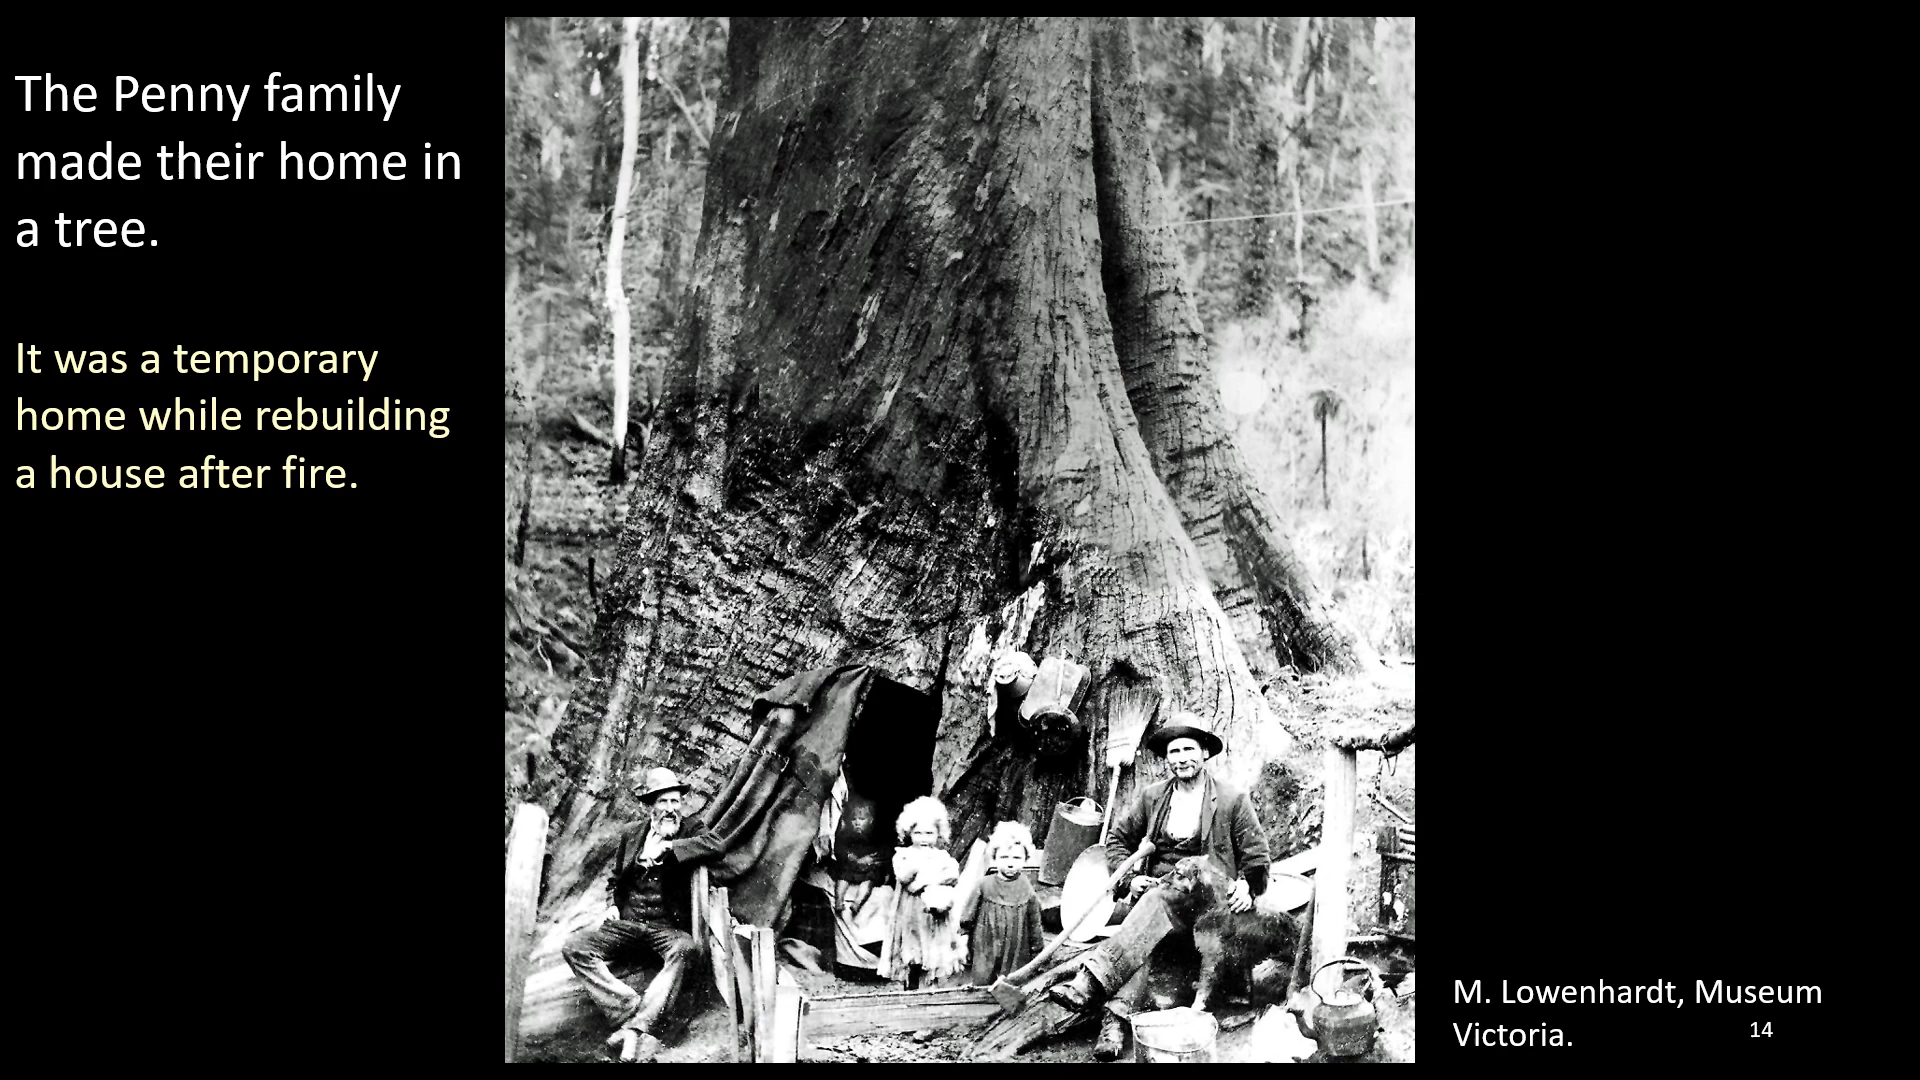 The Penny family
made their home in
a tree.
It was a temporary
home while rebuilding
a house after fire.
M. Lowenhardt, Museum
Victoria.
14